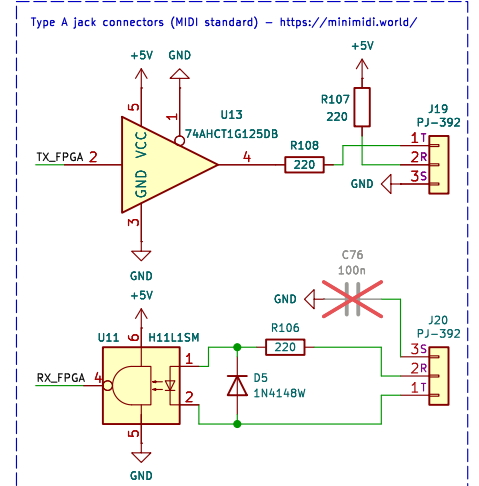 Type A jack connectors (MIDI standard) - https://minimidi.world/
+5V
GND
+5V
5
1
U13
74AHCT1G125DB
R107
220
J19
PJ-392
VCC
GND
TX_FPGA
2
4
R108
220
1 T
2 R
3 S
GND
3
GND
C76
100n
GND
+5V
6
U11
H11L1SM
R106
220
J20
PJ-392
3 S
2 R
1 T
1
RX_FPGA
4
2
D5
1N4148W
5
GND